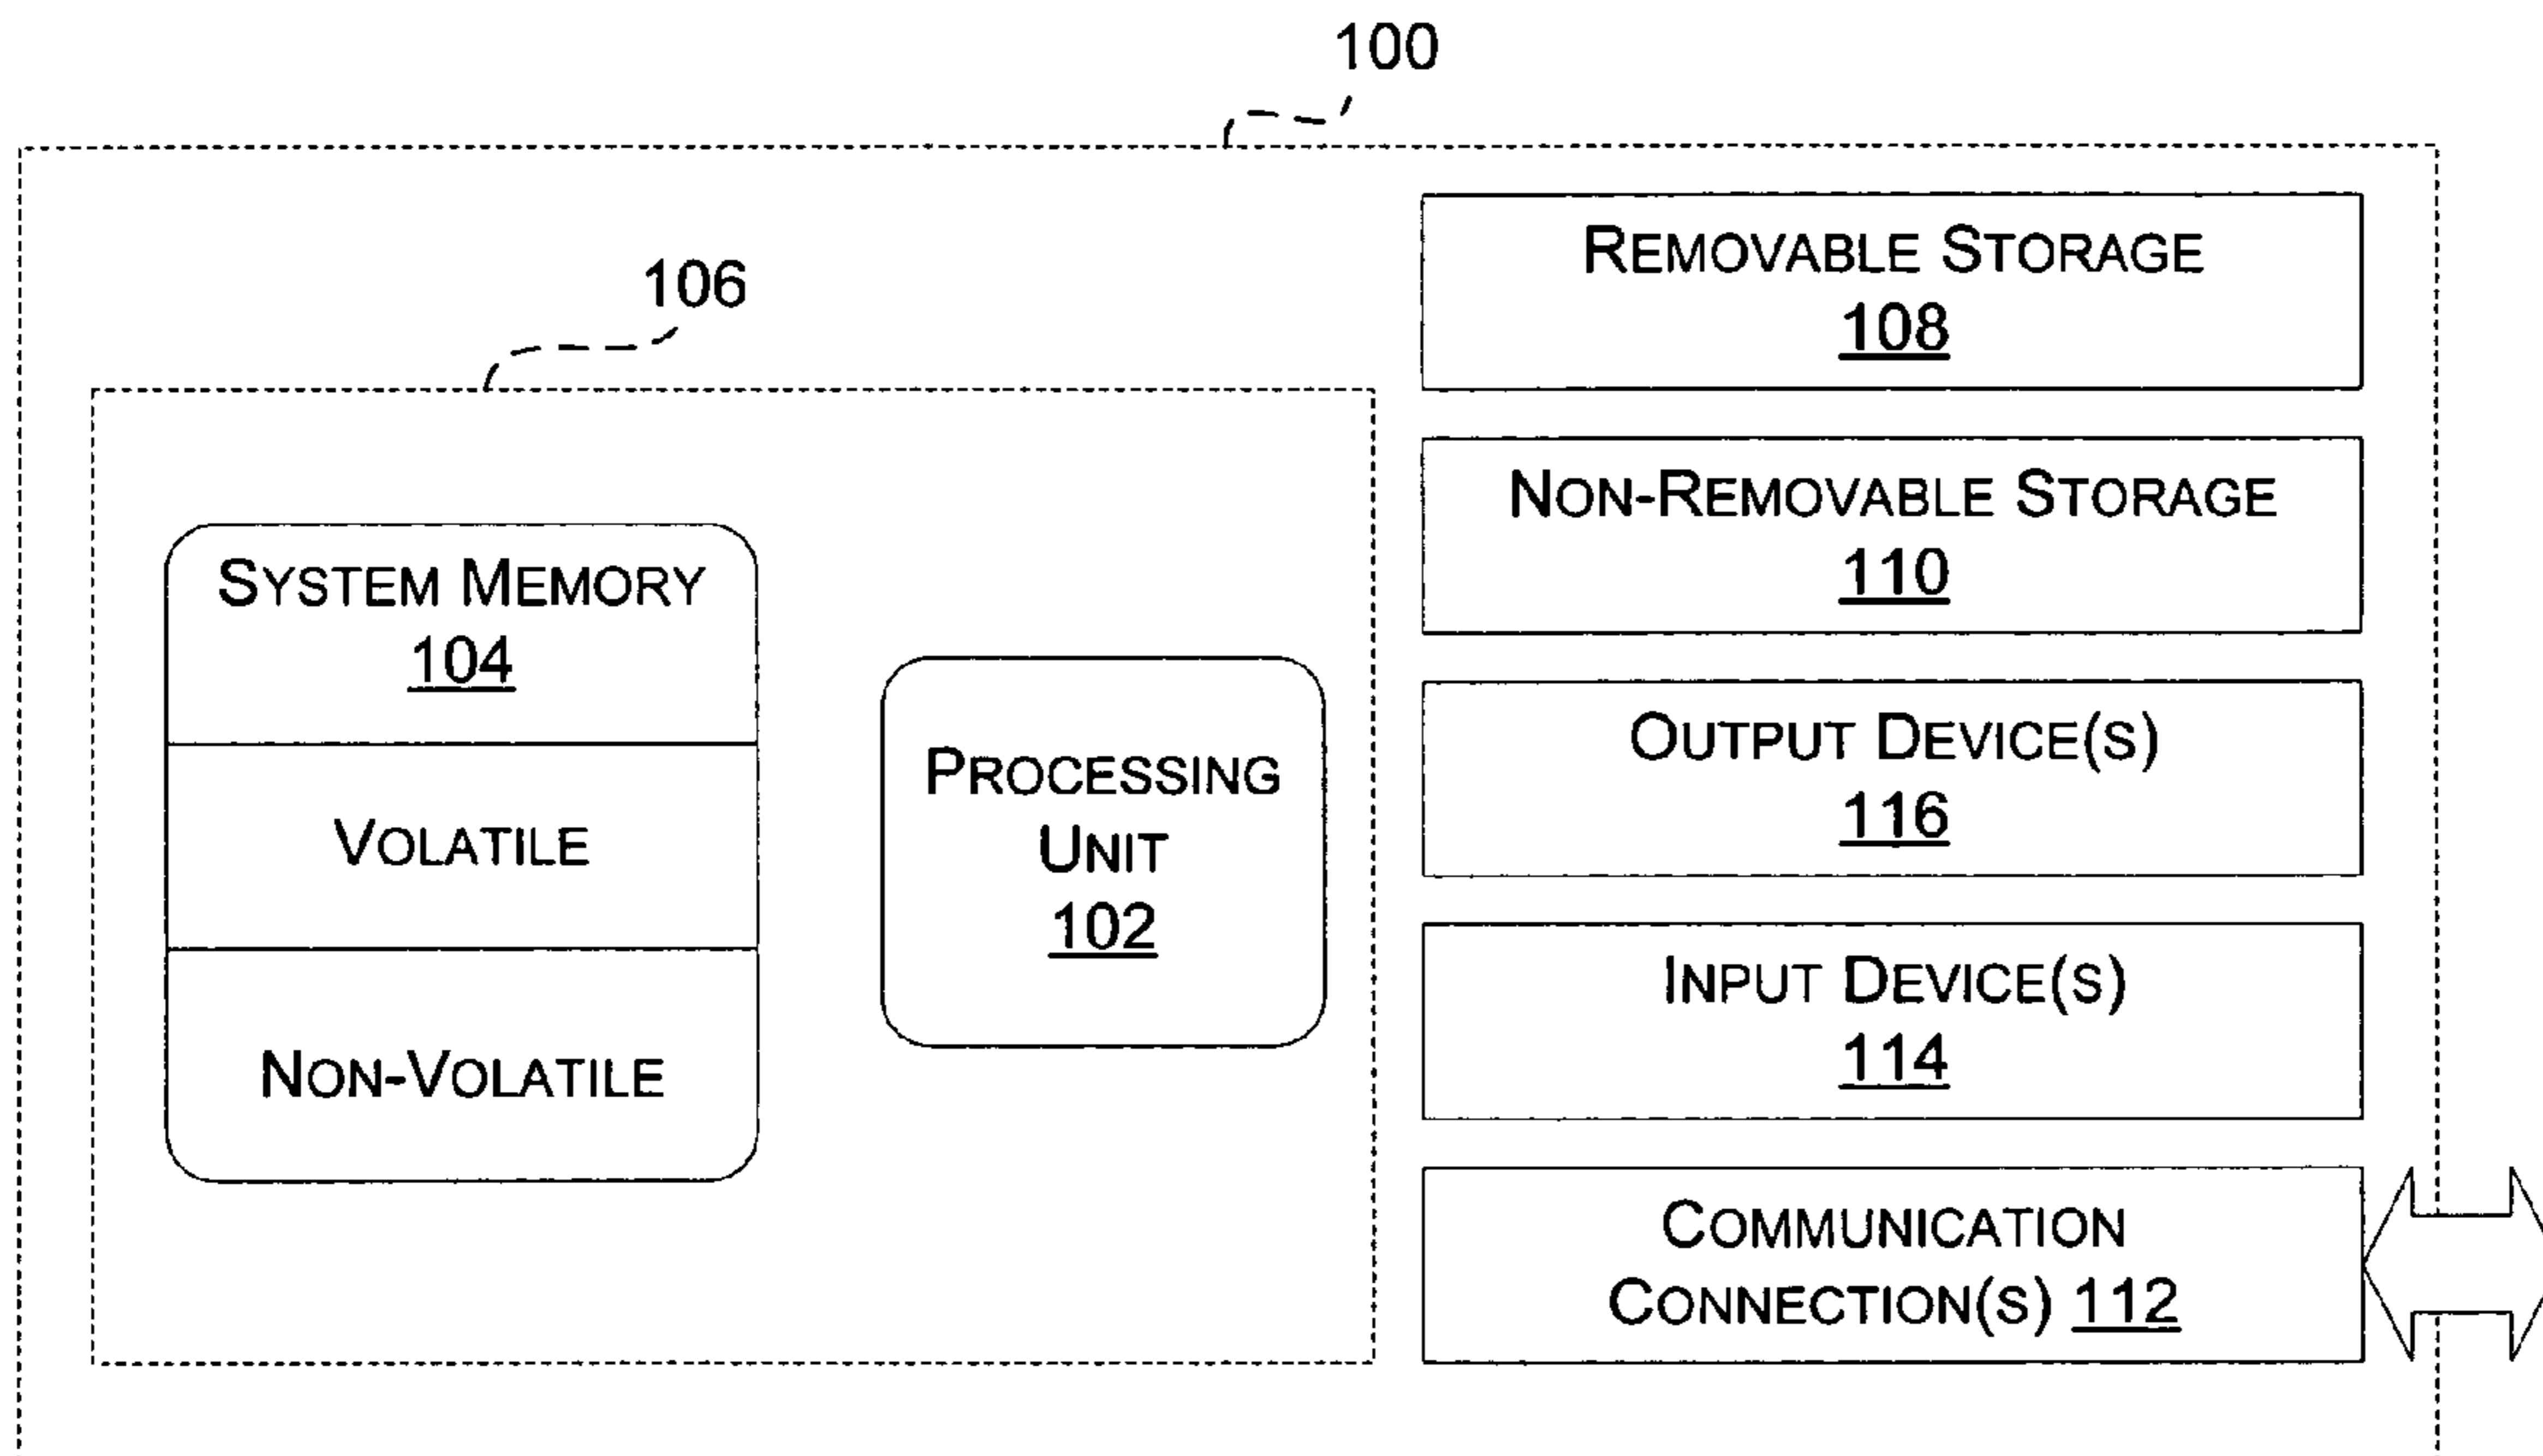 100
106
SYSTEM MEMORY
104
VOLATILE
NON-VOLATILE
PROCESSING
UNIT
102
REMOVABLE STORAGE
108
NON-REMOVABLE STORAGE
110
OUTPUT DEVICE(S)
116
INPUT DEVICE(S)
114
COMMUNICATION
CONNECTION(S) 112